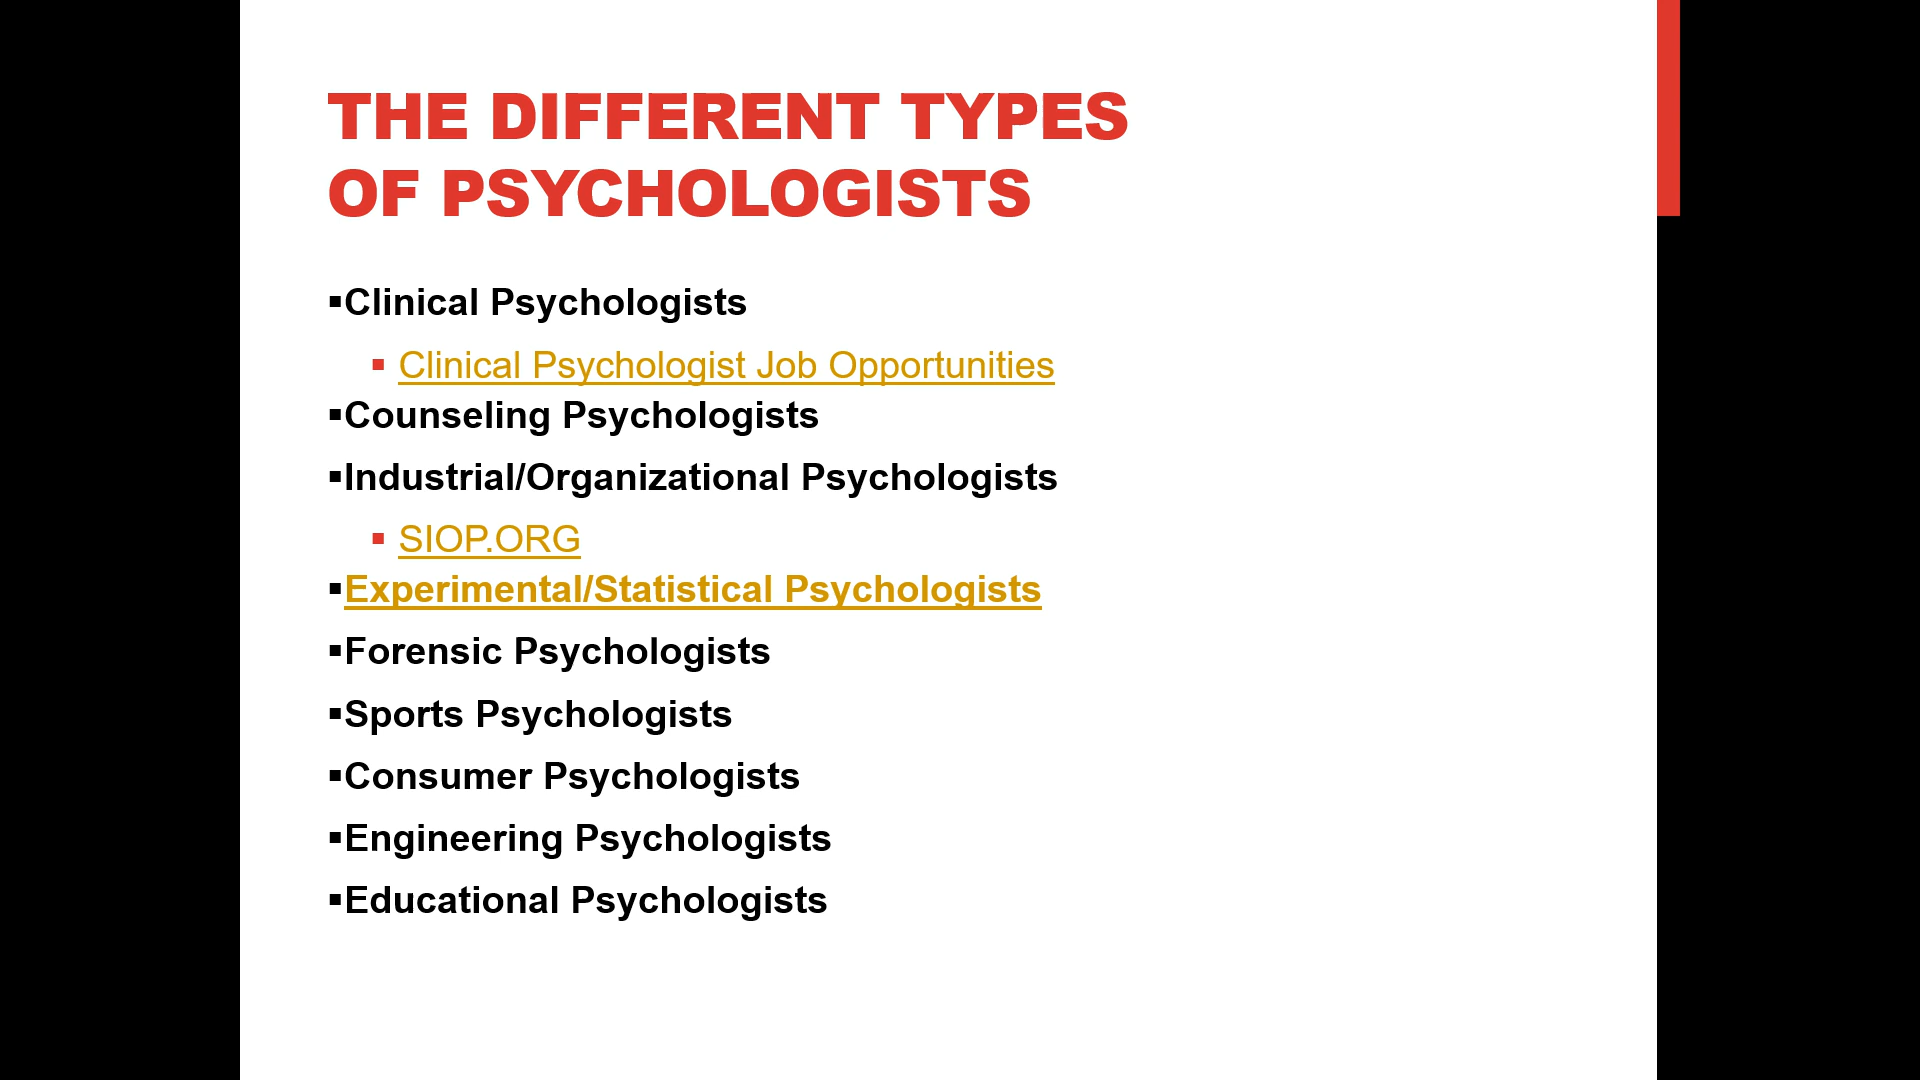 THE DIFFERENT TYPES
OF PSYCHOLOGISTS
▪Clinical Psychologists
▪ Clinical Psychologist Job Opportunities
▪Counseling Psychologists
▪Industrial/Organizational Psychologists
▪ SIOP.ORG
▪Experimental/Statistical Psychologists
▪Forensic Psychologists
▪Sports Psychologists
▪Consumer Psychologists
▪Engineering Psychologists
▪Educational Psychologists